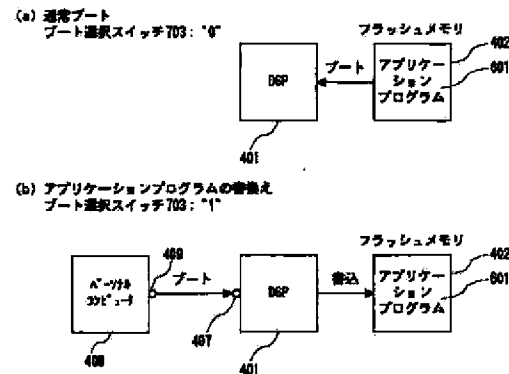 (a) 通常ブート
ブート選択スイッチ703：“0”
フラッシュメモリ
402
アプリケー
ション
プログラム
601
ブート
DSP
401
(b) アプリケーションプログラムの書換え
ブート選択スイッチ703：“1”
フラッシュメモリ
402
アプリケー
ション
プログラム
601
409
ブート
書込
パーソナル
コンピュータ
DSP
407
408
401